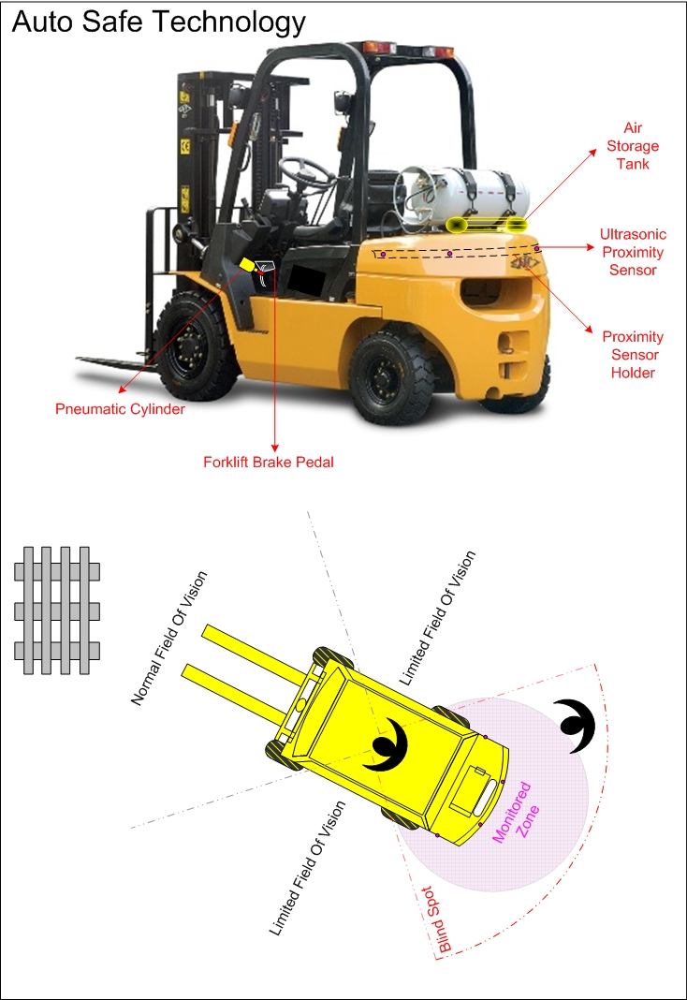 Auto Safe Technology
Air
Storage
Tank
Ultrasonic
Proximity
Sensor
Proximity
Sensor
Holder
Pneumatic Cylinder
Forklift Brake Pedal
Normal Field Of Vision
Limited Field Of Vision
Monitored
Zone
Limited Field Of Vision
Blind Spot